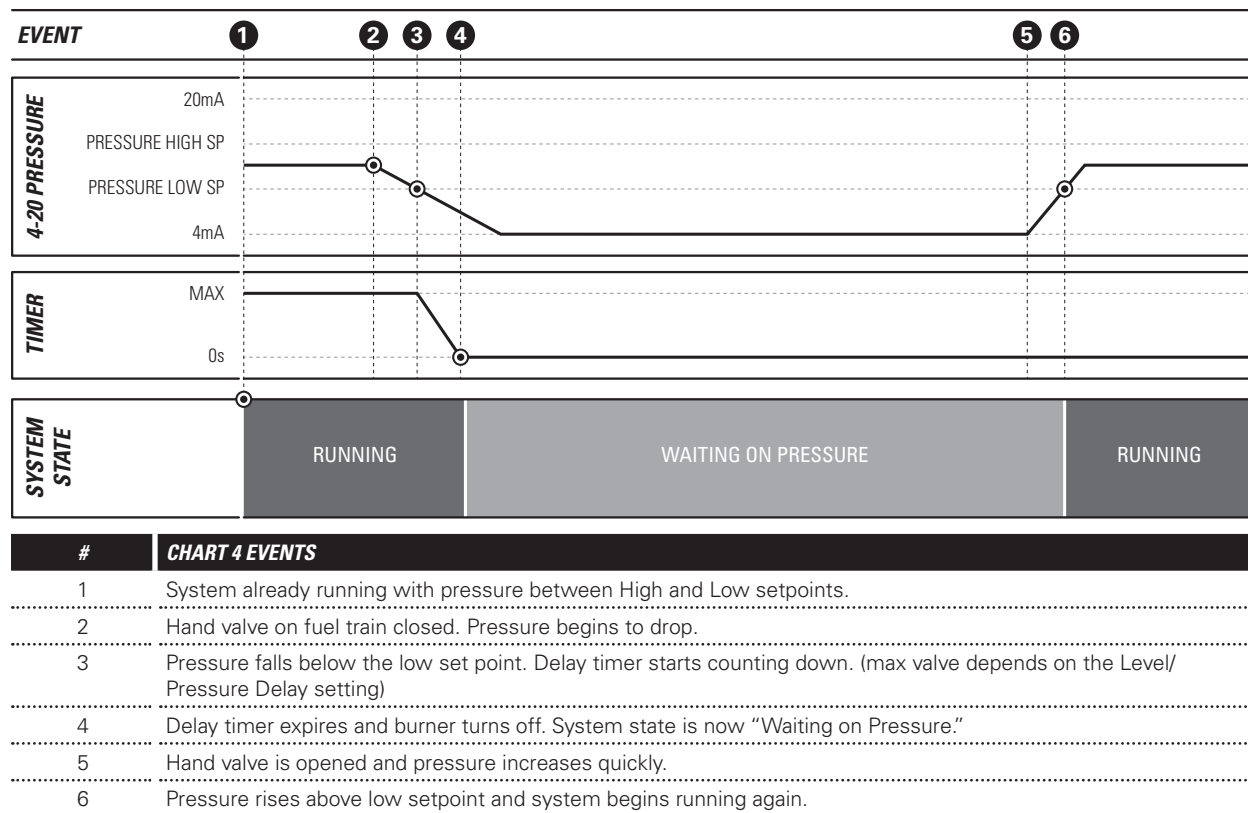 EVENT 1 2 3 4 5 6
4-20 PRESSURE
20mA
PRESSURE HIGH SP
PRESSURE LOW SP
4mA
TIMER
MAX
0s
SYSTEM
STATE
RUNNING WAITING ON PRESSURE RUNNING
# CHART 4 EVENTS
1 System already running with pressure between High and Low setpoints.
2 Hand valve on fuel train closed. Pressure begins to drop.
3 Pressure falls below the low set point. Delay timer starts counting down. (max valve depends on the Level/
Pressure Delay setting)
4 Delay timer expires and burner turns off. System state is now “Waiting on Pressure.”
5 Hand valve is opened and pressure increases quickly.
6 Pressure rises above low setpoint and system begins running again.